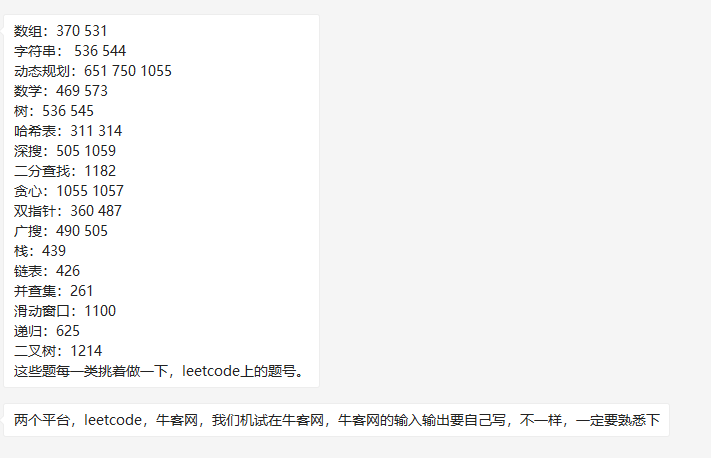 数组：370 531
字符串： 536 544
动态规划：651 750 1055
数学：469 573
树：536 545
哈希表：311 314
深搜：505 1059
二分查找：1182
贪心：1055 1057
双指针：360 487
广搜：490 505
栈：439
链表：426
并查集：261
滑动窗口：1100
递归：625
二叉树：1214
这些题每一类挑着做一下，leetcode上的题号。
两个平台，leetcode，牛客网，我们机试在牛客网，牛客网的输入输出要自己写，不一样，一定要熟悉下